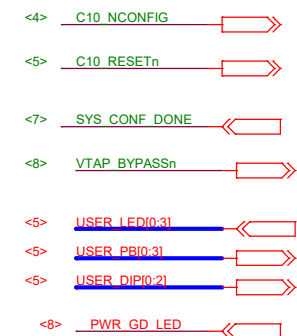 <4> C10_NCONFIG
<5> C10_RESETn
<7> SYS_CONF_DONE
<8> VTAP_BYPASSn
<5> USER_LED[0:3]
<5> USER_PB[0:3]
<5> USER_DIP[0:2]
<8> PWR_GD_LED